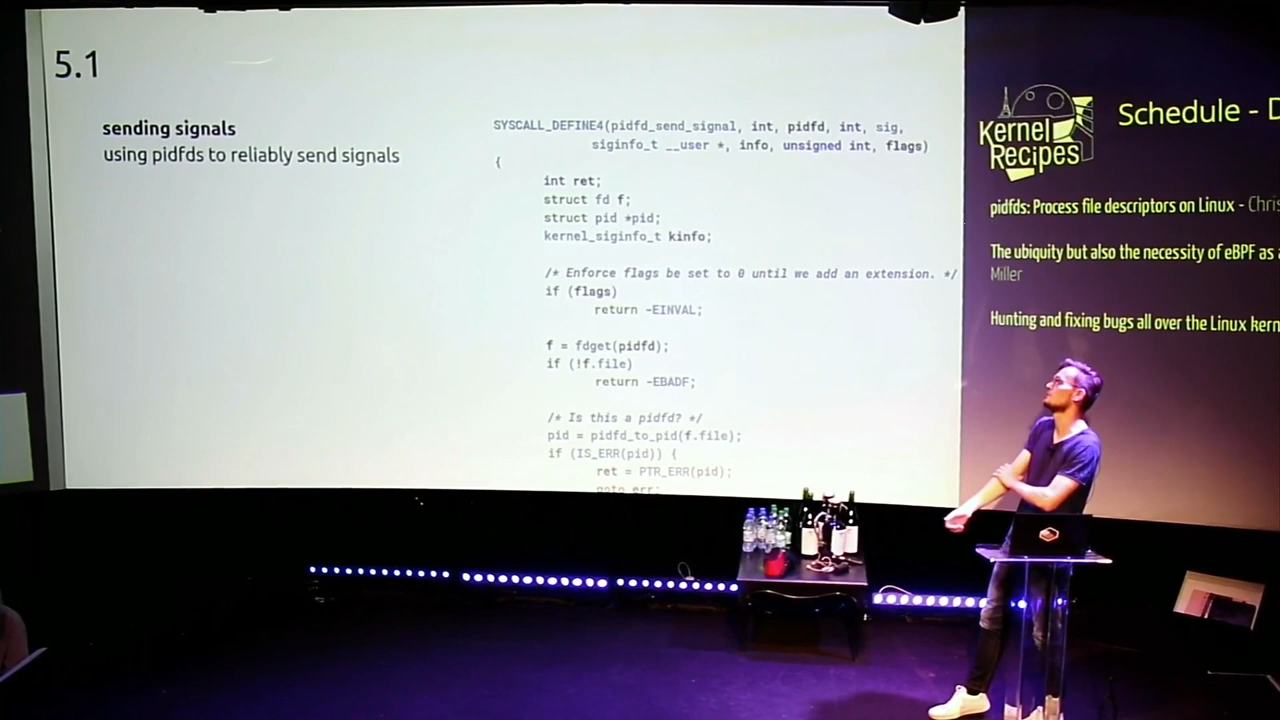 5.1
sending signals
using pidfds to reliably send signals
SYSCALL_DEFINE4(pidfd_send_signal, int, pidfd, int, sig,
siginfo_t __user *, info, unsigned int, flags)
{
int ret;
struct fd f;
struct pid *pid;
kernel_siginfo_t kinfo;
/* Enforce flags be set to 0 until we add an extension. */
if (flags)
return -EINVAL;
f = fdget(pidfd);
if (!f.file)
return -EBADF;
/* Is this a pidfd? */
pid = pidfd_to_pid(f.file);
if (IS_ERR(pid)) {
ret = PTR_ERR(pid);
goto err;
Kernel
Recipes
Schedule - D
pidfds: Process file descriptors on Linux - Chris
The ubiquity but also the necessity of eBPF as a
Miller
Hunting and fixing bugs all over the Linux kern